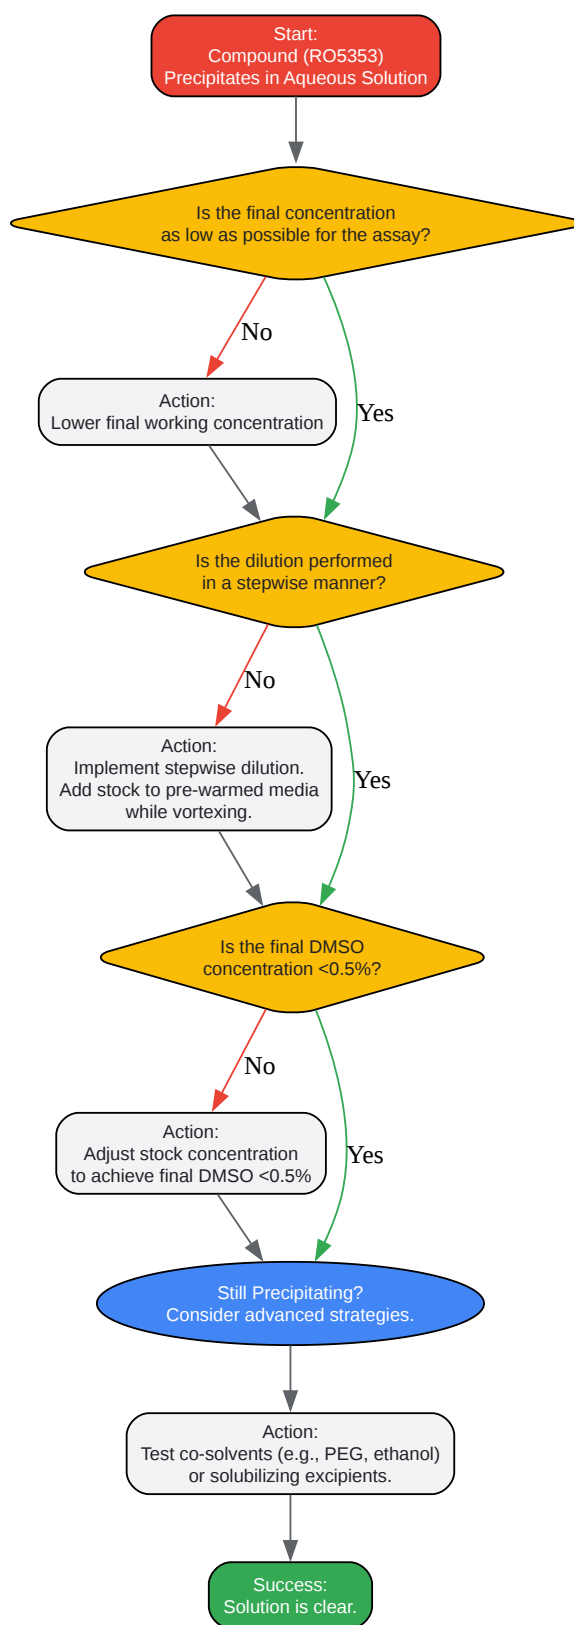 Start:
Compound (RO5353)
Precipitates in Aqueous Solution
Is the final concentration
as low as possible for the assay?
No
Yes
Action:
Lower final working concentration
Is the dilution performed
in a stepwise manner?
No
Yes
Action:
Implement stepwise dilution.
Add stock to pre-warmed media
while vortexing.
Is the final DMSO
concentration <0.5%?
No
Yes
Action:
Adjust stock concentration
to achieve final DMSO <0.5%
Still Precipitating?
Consider advanced strategies.
Action:
Test co-solvents (e.g., PEG, ethanol)
or solubilizing excipients.
Success:
Solution is clear.